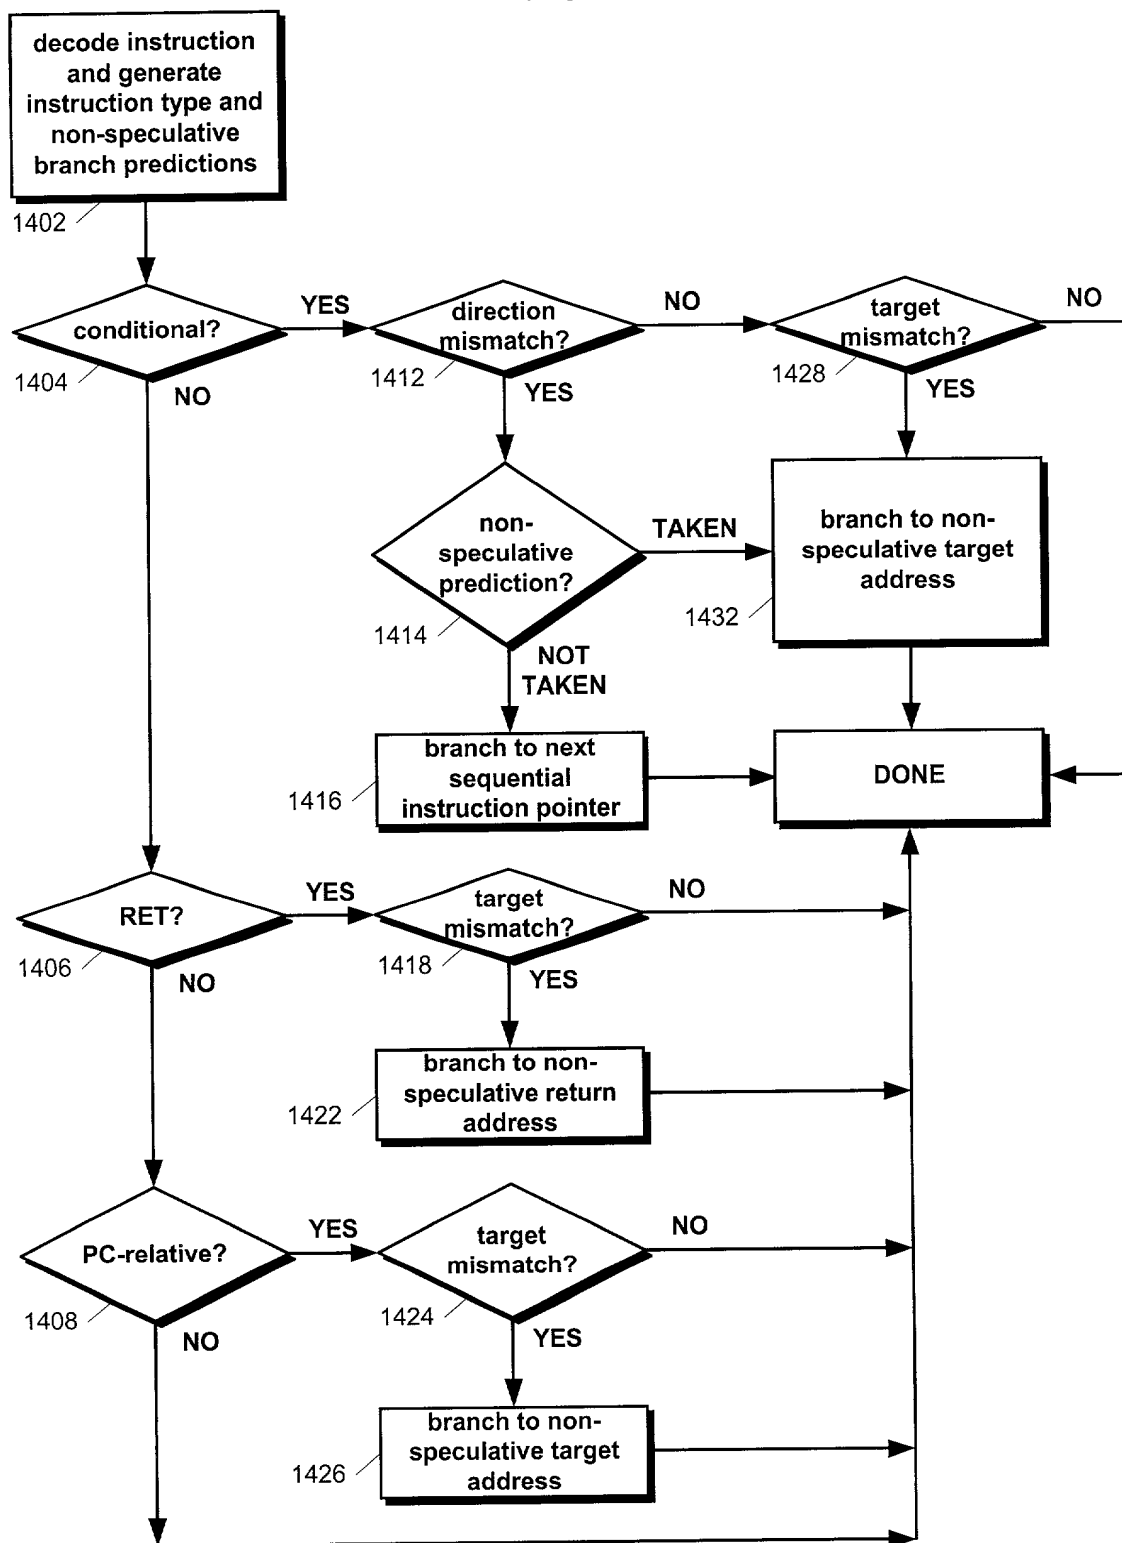 decode instruction
and generate
instruction type and
non-speculative
branch predictions
1402
conditional?
1404
YES
NO
direction
mismatch?
1412
NO
YES
target
mismatch?
1428
NO
YES
non-
speculative
prediction?
1414
TAKEN
NOT
TAKEN
branch to non-
speculative target
address
1432
branch to next
sequential
instruction pointer
1416
DONE
RET?
1406
YES
NO
target
mismatch?
1418
NO
YES
branch to non-
speculative return
address
1422
PC-relative?
1408
YES
NO
target
mismatch?
1424
NO
YES
branch to non-
speculative target
address
1426